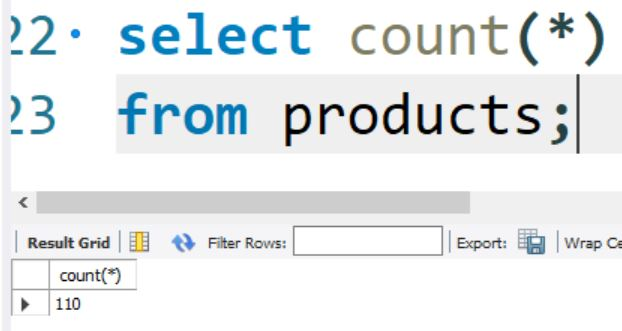 22 select count(*)
23 from products;
Result Grid Filter Rows: Export: Wrap Ce
count(*)
110